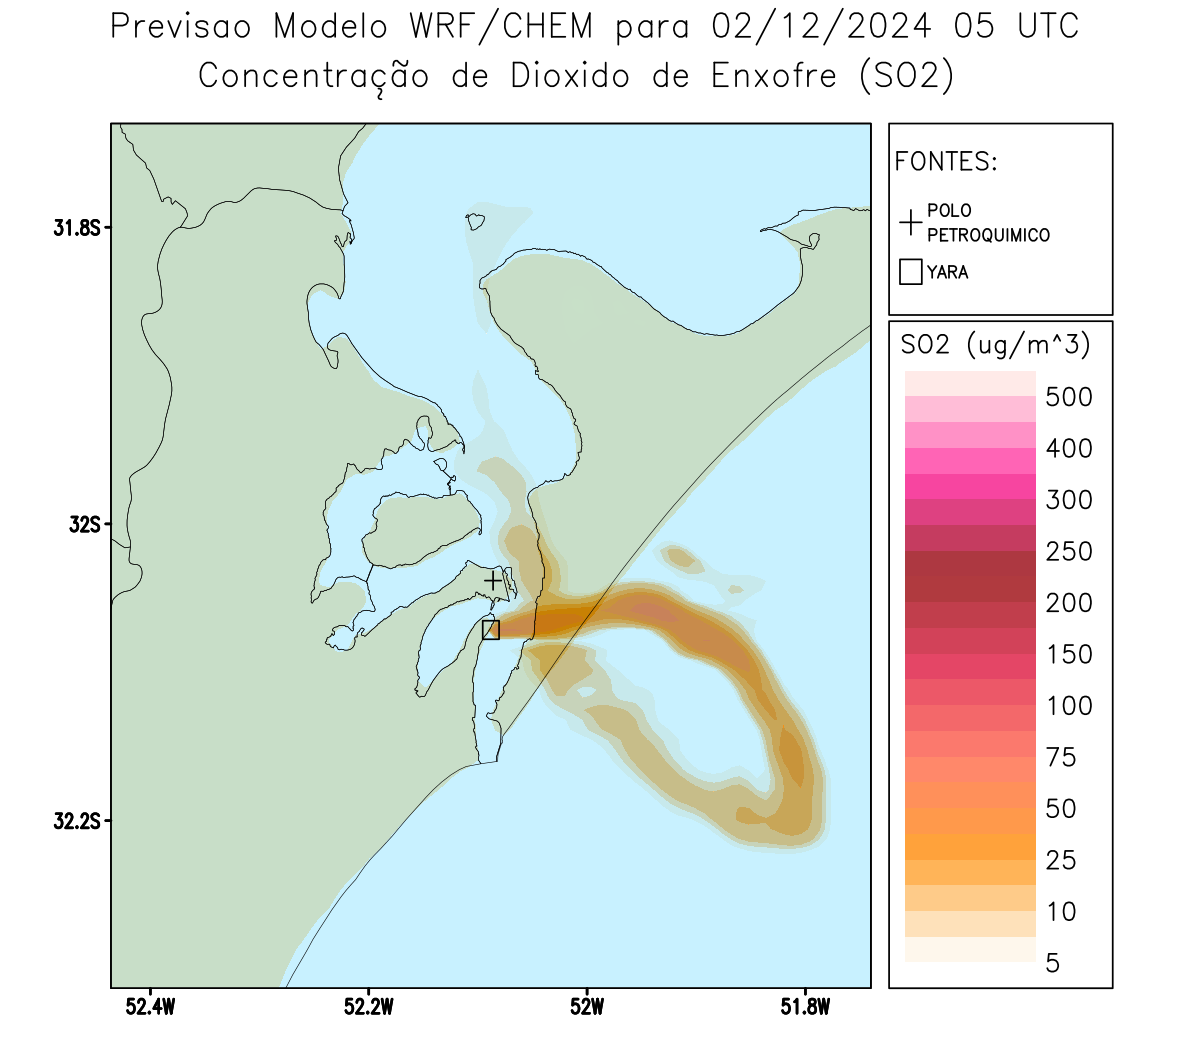 Previsao Modelo WRF/CHEM para 02/12/2024 05 UTC
Concentração de Dioxido de Enxofre (SO2)
FONTES:
POLO
PETROQUIMICO
YARA
31.8S
32S
32.2S
52.4W
52.2W
52W
51.8W
SO2 (ug/m^3)
500
400
300
250
200
150
100
75
50
25
10
5